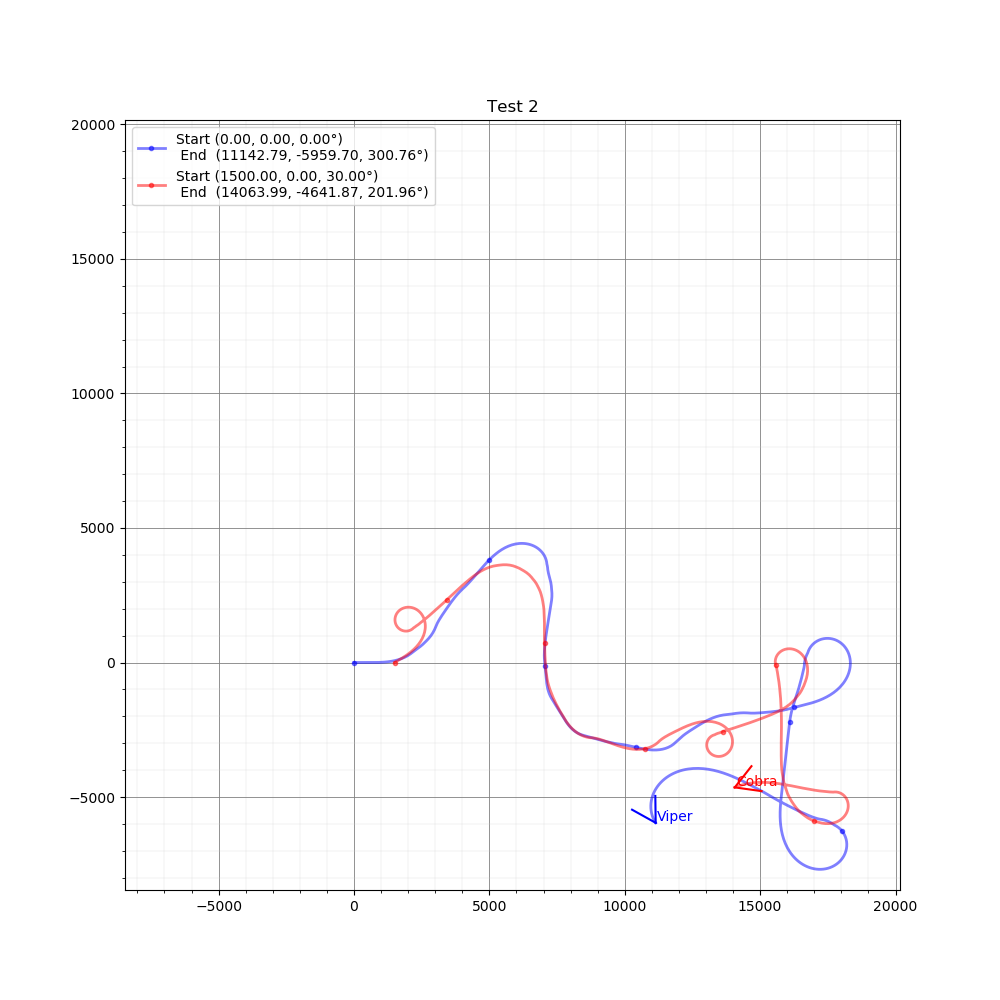 Test 2
Start (0.00, 0.00, 0.00°)
End (11142.79, -5959.70, 300.76°)
Start (1500.00, 0.00, 30.00°)
End (14063.99, -4641.87, 201.96°)
20000
15000
10000
5000
0
−5000
Cobra
Viper
−5000
0
5000
10000
15000
20000